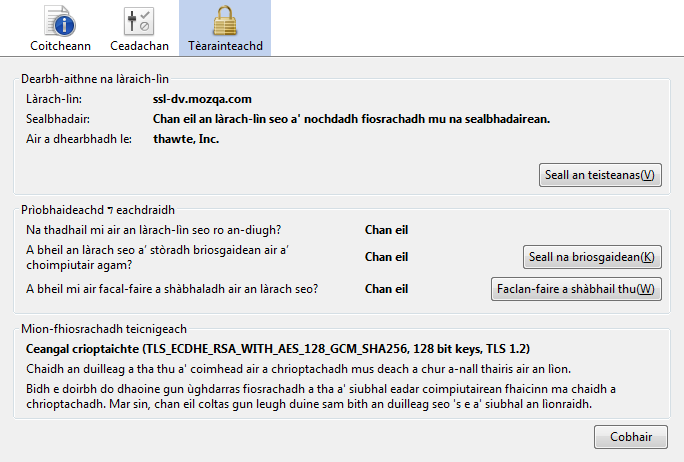 Coitcheann Ceadachan Tèarainteachd
Dearbh-aithne na làraich-lìn
Làrach-lìn: ssl-dv.mozqa.com
Sealbhadair: Chan eil an làrach-lìn seo a' nochdadh fiosrachadh mu na sealbhadairean.
Air a dhearbhadh le: thawte, Inc.
Seall an teisteanas(V)
Prìobhaideachd ⁊ eachdraidh
Na thadhail mi air an làrach-lìn seo ro an-diugh? Chan eil
A bheil an làrach seo a’ stòradh briosgaidean air a’
choimpiutair agam? Chan eil Seall na briosgaidean(K)
A bheil mi air facal-faire a shàbhaladh air an làrach seo? Chan eil Faclan-faire a shàbhail thu(W)
Mion-fhiosrachadh teicnigeach
Ceangal crioptaichte (TLS_ECDHE_RSA_WITH_AES_128_GCM_SHA256, 128 bit keys, TLS 1.2)
Chaidh an duilleag a tha thu a' coimhead air a chrioptachadh mus deach a chur a-nall thairis air an lìon.
Bidh e doirbh do dhaoine gun ùghdarras fiosrachadh a tha a' siubhal eadar coimpiutairean fhaicinn ma chaidh a
chrioptachadh. Mar sin, chan eil coltas gun leugh duine sam bith an duilleag seo 's e a' siubhal an lìonraidh.
Cobhair